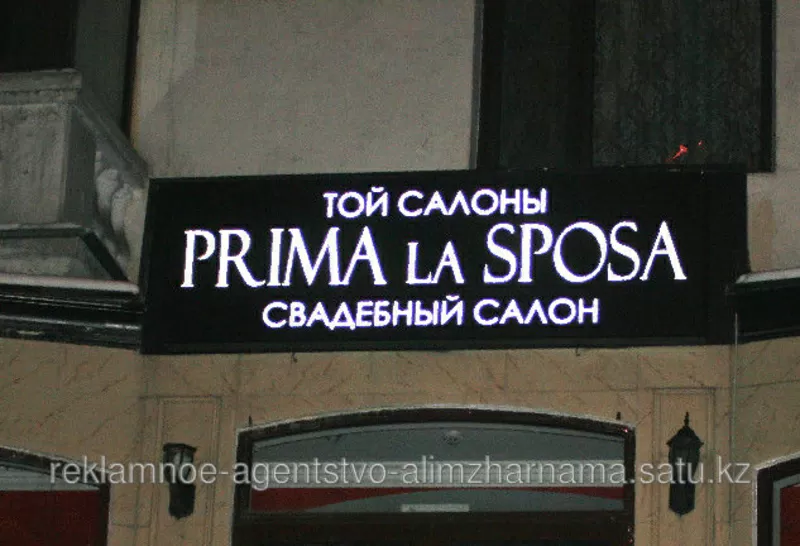 ТОЙ САЛОНЫ
PRIMA LA SPOSA
СВАДЕБНЫЙ САЛОН
reklamnoe-agentstvo-alimzharnama.satu.kz